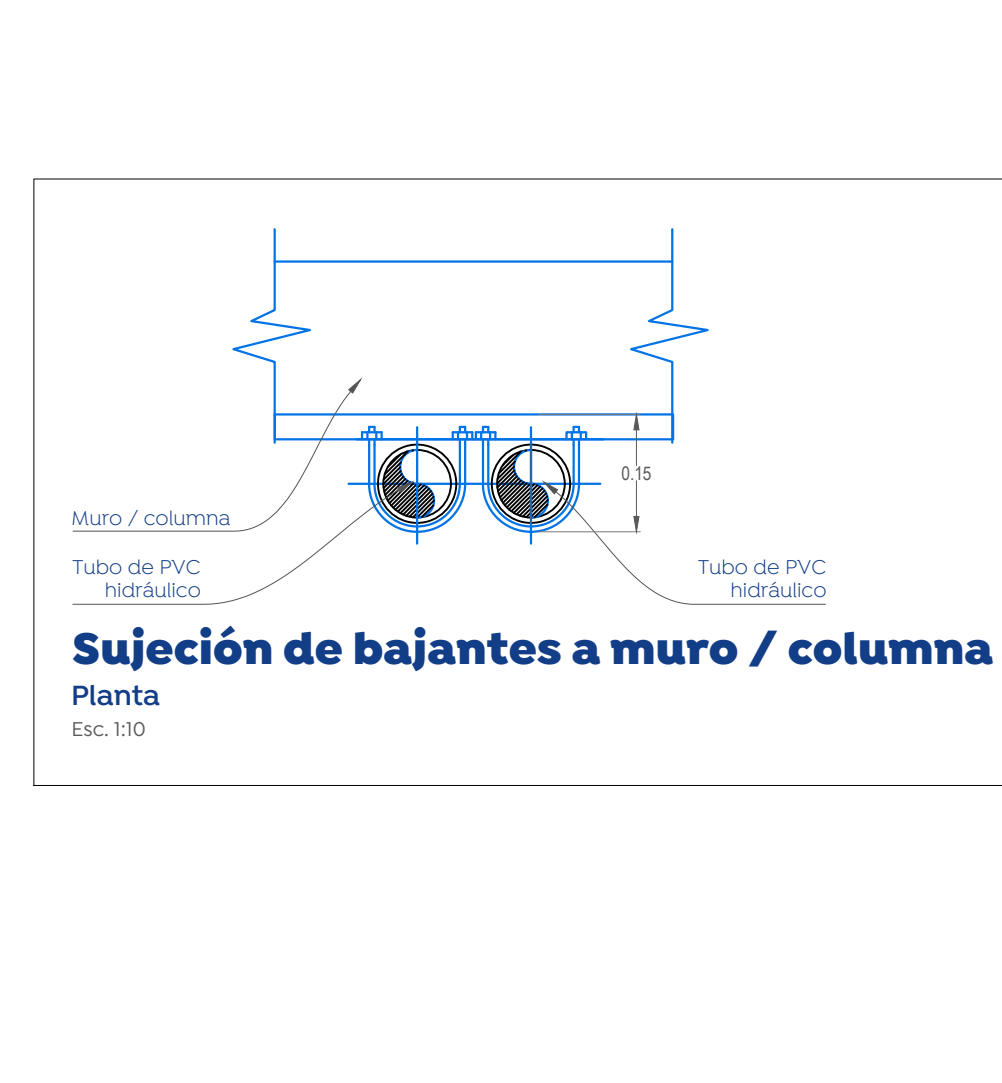 0.15
Muro / columna
Tubo de PVC
hidráulico
Tubo de PVC
hidráulico
Sujeción de bajantes a muro / columna
Planta
Esc. 1:10